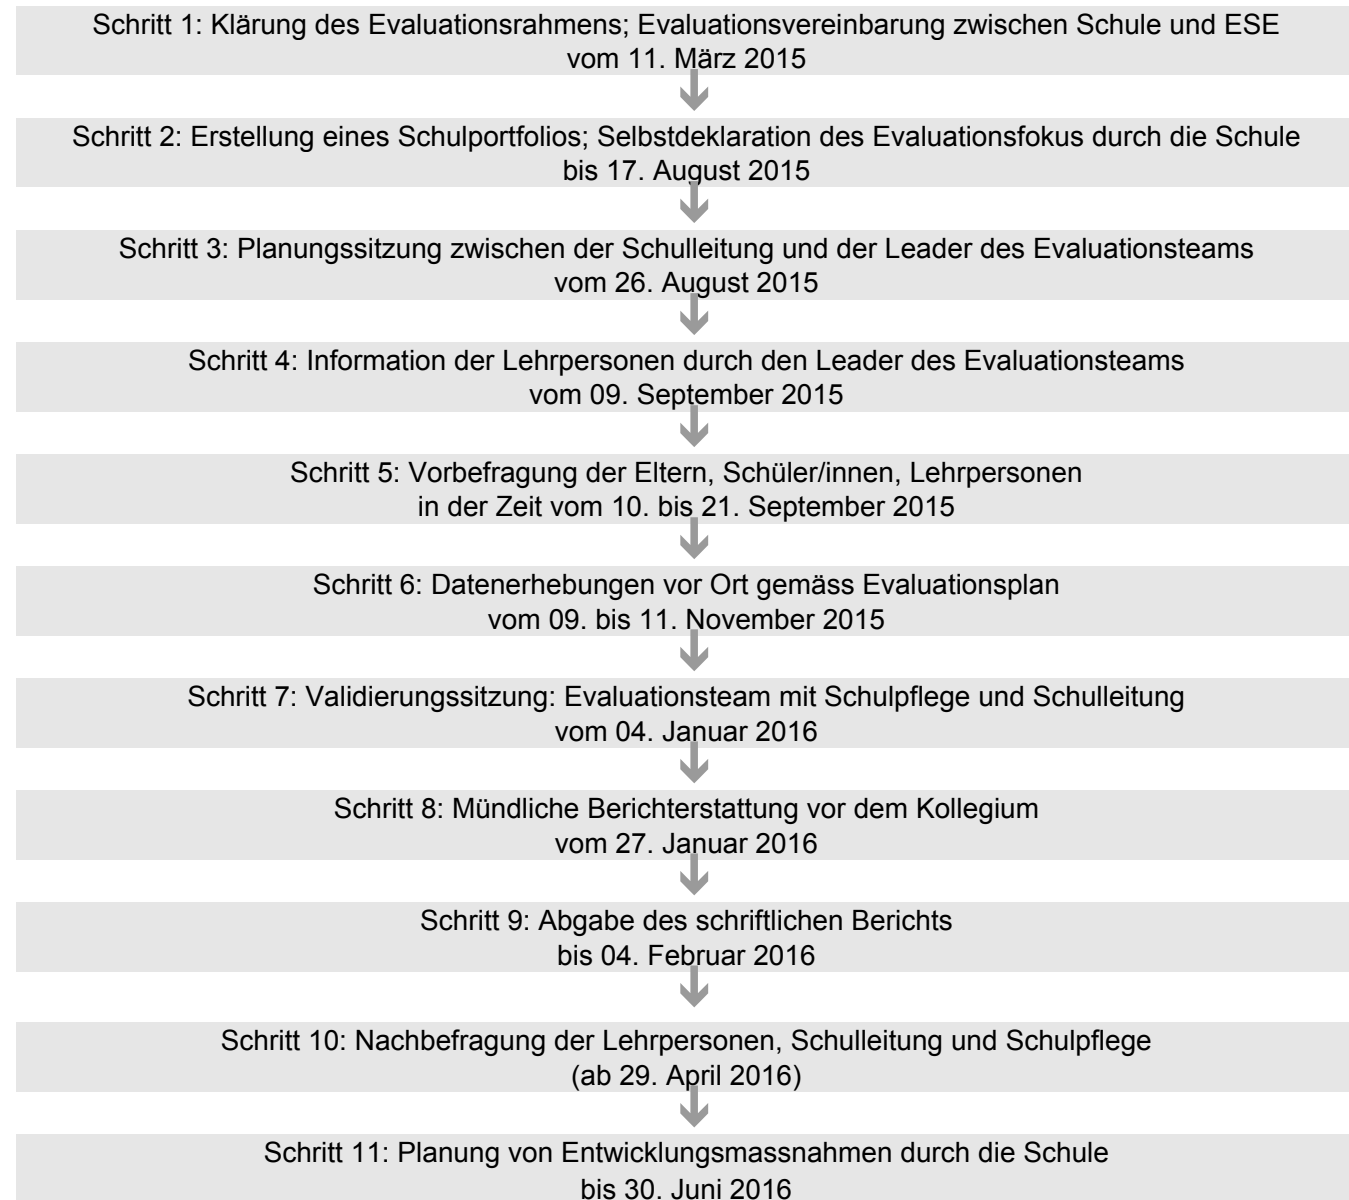 Schritt 1: Klärung des Evaluationsrahmens; Evaluationsvereinbarung zwischen Schule und ESE
vom 11. März 2015
Schritt 2: Erstellung eines Schulportfolios; Selbstdeklaration des Evaluationsfokus durch die Schule
bis 17. August 2015
Schritt 3: Planungssitzung zwischen der Schulleitung und der Leader des Evaluationsteams
vom 26. August 2015
Schritt 4: Information der Lehrpersonen durch den Leader des Evaluationsteams
vom 09. September 2015
Schritt 5: Vorbefragung der Eltern, Schüler/innen, Lehrpersonen
in der Zeit vom 10. bis 21. September 2015
Schritt 6: Datenerhebungen vor Ort gemäss Evaluationsplan
vom 09. bis 11. November 2015
Schritt 7: Validierungssitzung: Evaluationsteam mit Schulpflege und Schulleitung
vom 04. Januar 2016
Schritt 8: Mündliche Berichterstattung vor dem Kollegium
vom 27. Januar 2016
Schritt 9: Abgabe des schriftlichen Berichts
bis 04. Februar 2016
Schritt 10: Nachbefragung der Lehrpersonen, Schulleitung und Schulpflege
(ab 29. April 2016)
Schritt 11: Planung von Entwicklungsmassnahmen durch die Schule
bis 30. Juni 2016